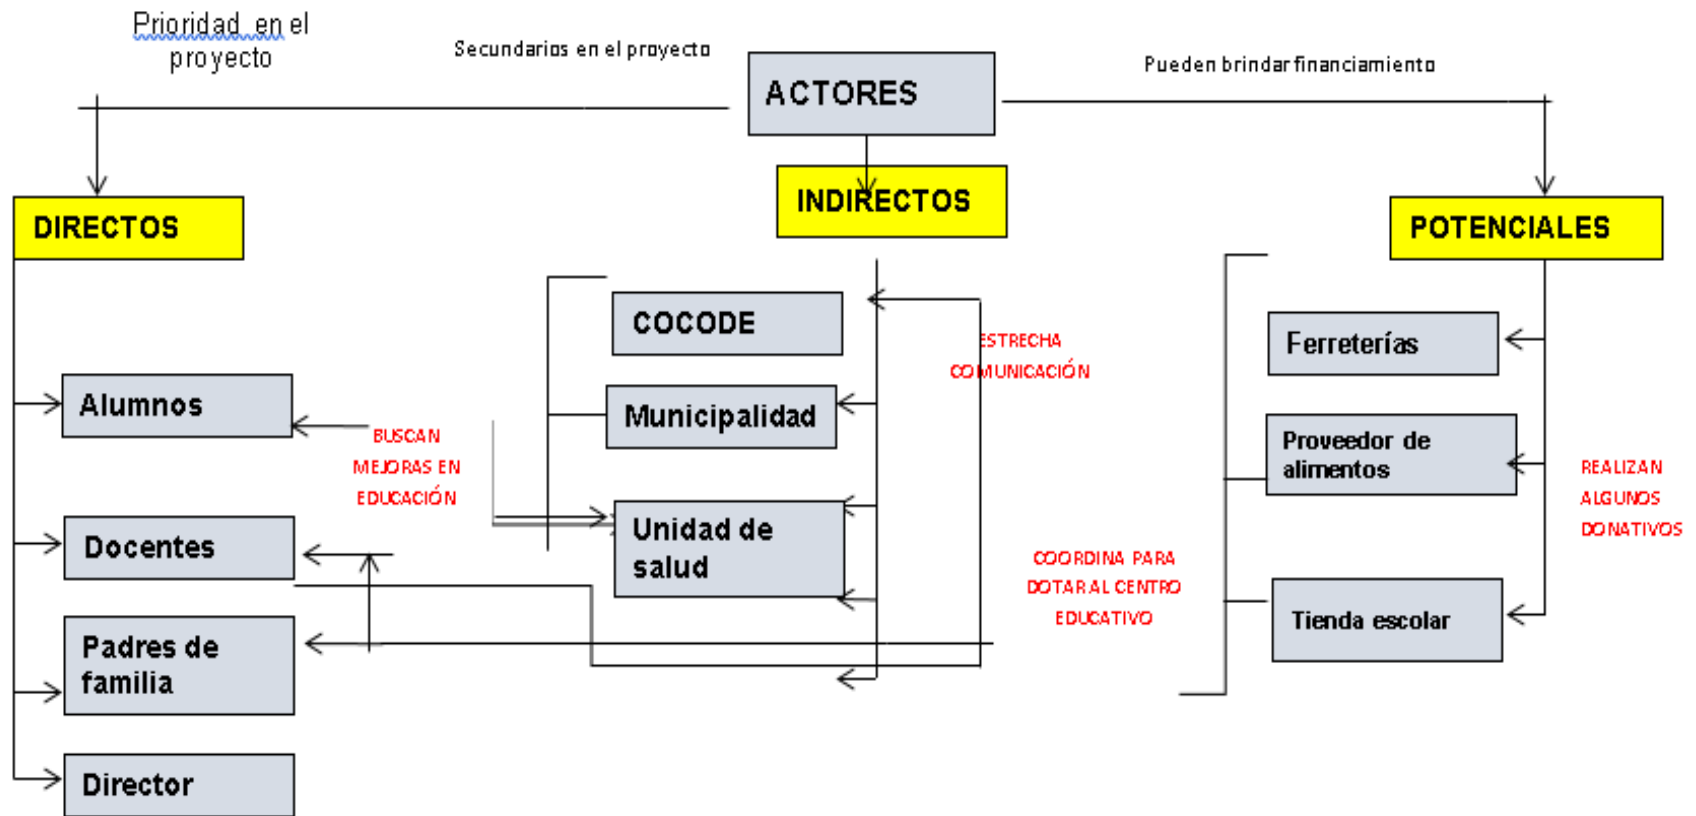 Prioridad en el
proyecto
Secundarios en el proyecto
Pueden brindar financiamiento
ACTORES
DIRECTOS
INDIRECTOS
POTENCIALES
Alumnos
Docentes
Padres de
familia
Director
BUSCAN
MEJORAS EN
EDUCACIÓN
COCODE
Municipalidad
Unidad de
salud
ESTRECHA
COMUNICACIÓN
COORDINA PARA
DOTAR AL CENTRO
EDUCATIVO
Ferreterías
Proveedor de
alimentos
Tienda escolar
REALIZAN
ALGUNOS
DONATIVOS